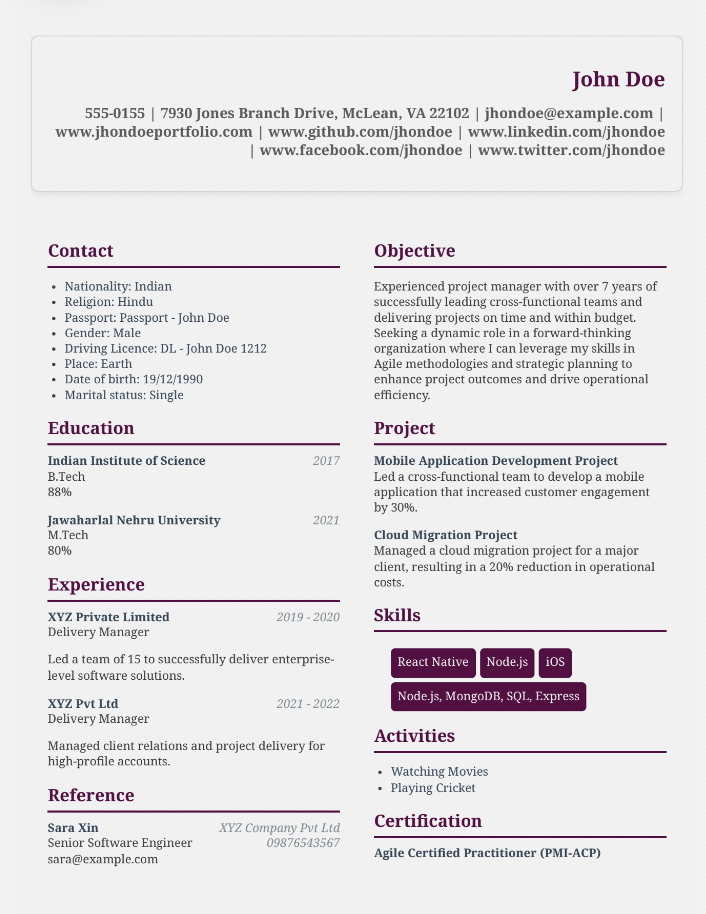 John Doe
555-0155 | 7930 Jones Branch Drive, McLean, VA 22102 | jhondoe@example.com |
www.jhondoeportfolio.com | www.github.com/jhondoe | www.linkedin.com/jhondoe
| www.facebook.com/jhondoe | www.twitter.com/jhondoe
Contact
• Nationality: Indian
• Religion: Hindu
• Passport: Passport - John Doe
• Gender: Male
• Driving Licence: DL - John Doe 1212
• Place: Earth
• Date of birth: 19/12/1990
• Marital status: Single
Education
Indian Institute of Science 2017
B.Tech
88%
Jawaharlal Nehru University 2021
M.Tech
80%
Experience
XYZ Private Limited 2019 - 2020
Delivery Manager
Led a team of 15 to successfully deliver enterprise-
level software solutions.
XYZ Pvt Ltd 2021 - 2022
Delivery Manager
Managed client relations and project delivery for
high-profile accounts.
Reference
Sara Xin XYZ Company Pvt Ltd
Senior Software Engineer 09876543567
sara@example.com
Objective
Experienced project manager with over 7 years of
successfully leading cross-functional teams and
delivering projects on time and within budget.
Seeking a dynamic role in a forward-thinking
organization where I can leverage my skills in
Agile methodologies and strategic planning to
enhance project outcomes and drive operational
efficiency.
Project
Mobile Application Development Project
Led a cross-functional team to develop a mobile
application that increased customer engagement
by 30%.
Cloud Migration Project
Managed a cloud migration project for a major
client, resulting in a 20% reduction in operational
costs.
Skills
React Native Node.js iOS
Node.js, MongoDB, SQL, Express
Activities
• Watching Movies
• Playing Cricket
Certification
Agile Certified Practitioner (PMI-ACP)